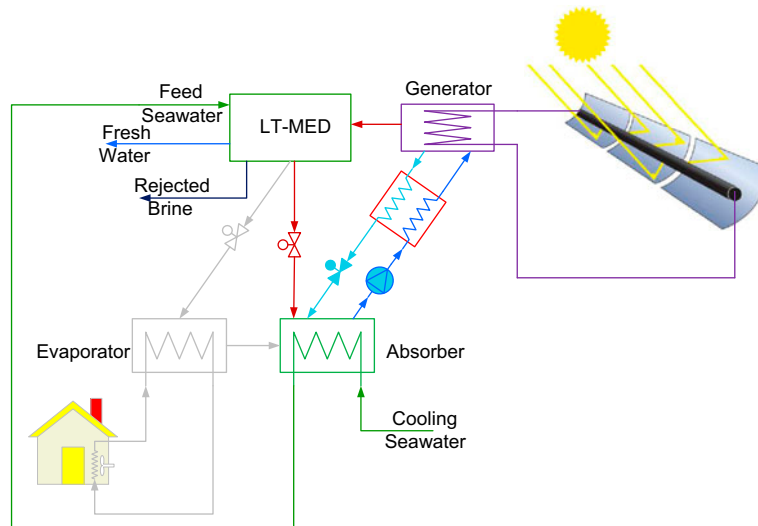 Feed
Seawater
LT-MED
Generator
Fresh
Water
Rejected
Brine
Evaporator
Absorber
Cooling
Seawater